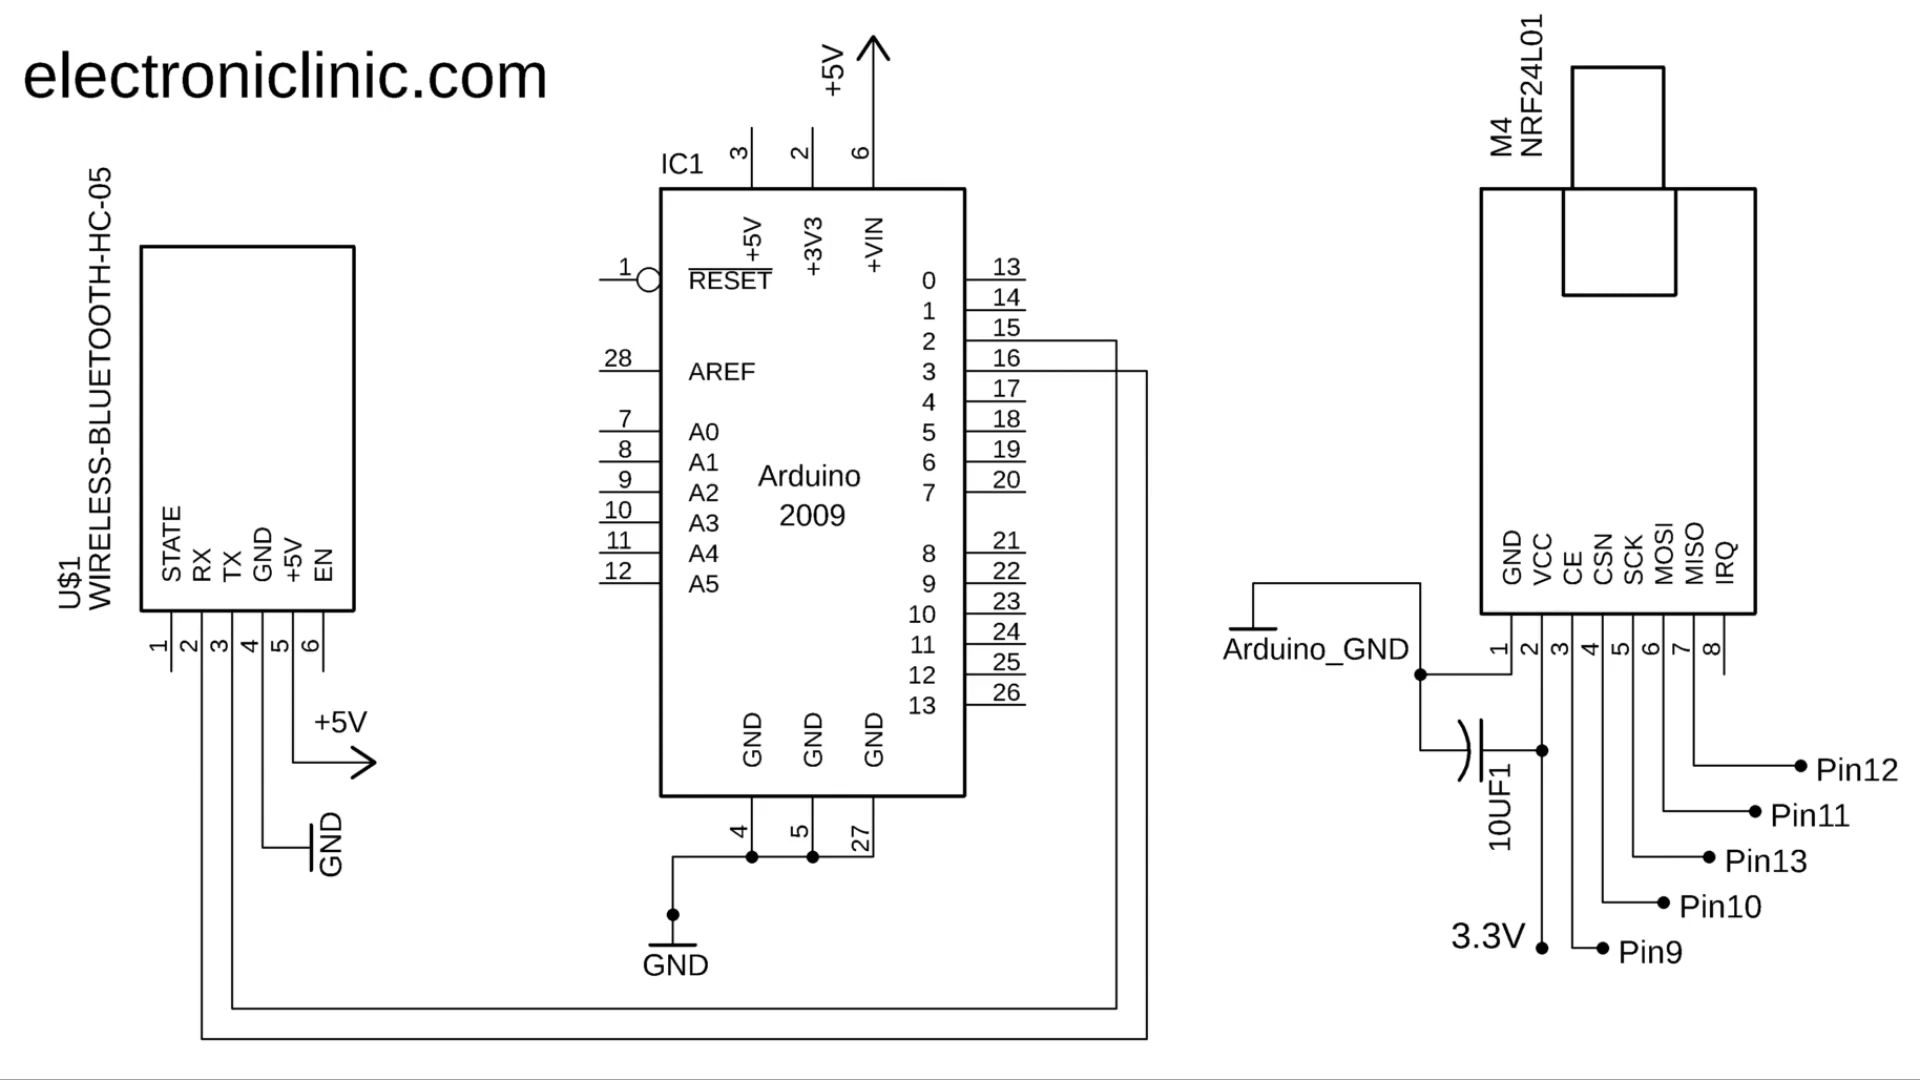 electroniclinic.com
U$1
WIRELESS-BLUETOOTH-HC-05
STATE
RX
TX
GND
+5V
EN
1
2
3
4
5
6
+5V
GND
+5V
IC1
3
2
6
+5V
+3V3
+VIN
1
RESET
28
AREF
7
A0
8
A1
9
A2
10
A3
11
A4
12
A5
Arduino
2009
0
13
1
14
2
15
3
16
4
17
5
18
6
19
7
20
8
21
9
22
10
23
11
24
12
25
13
26
GND
GND
GND
4
5
27
GND
M4
NRF24L01
GND
VCC
CE
CSN
SCK
MOSI
MISO
IRQ
1
2
3
4
5
6
7
8
Arduino_GND
10UF1
3.3V
Pin12
Pin11
Pin13
Pin10
Pin9